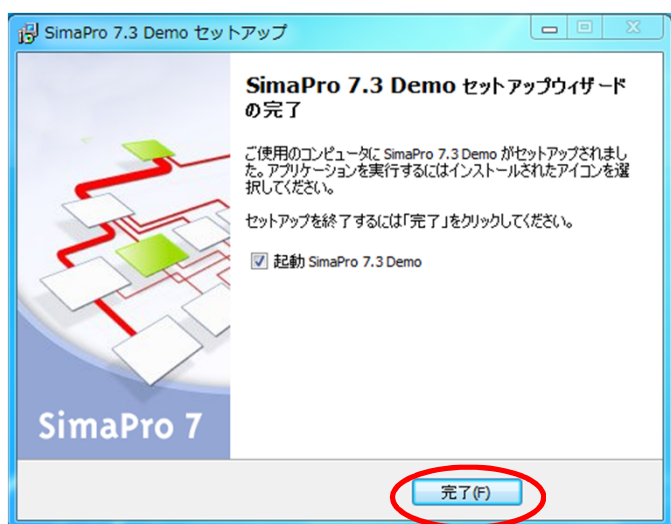 SimaPro 7.3 Demo セットアップ
SimaPro 7.3 Demo セットアップウィザード
の完了
ご使用のコンピュータに SimaPro 7.3 Demo がセットアップされまし
た。アプリケーションを実行するにはインストールされたアイコンを選
択してください。
セットアップを終了するには「完了」をクリックしてください。
起動 SimaPro 7.3 Demo
SimaPro 7
完了(F)